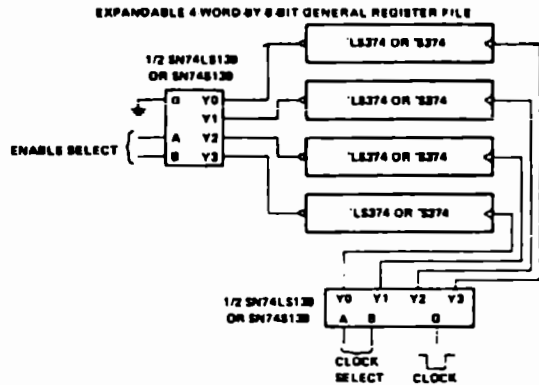 EXPANDABLE 4 WORD BY 8 BIT GENERAL REGISTER FILE
1/2 SN74LS139
OR SN74S139
G Y0
Y1
A Y2
B Y3
ENABLE SELECT
'LS374 OR 'S374
'LS374 OR 'S374
'LS374 OR 'S374
'LS374 OR 'S374
1/2 SN74LS139
OR SN74S139
Y0 Y1 Y2 Y3
A B G
CLOCK
SELECT
CLOCK